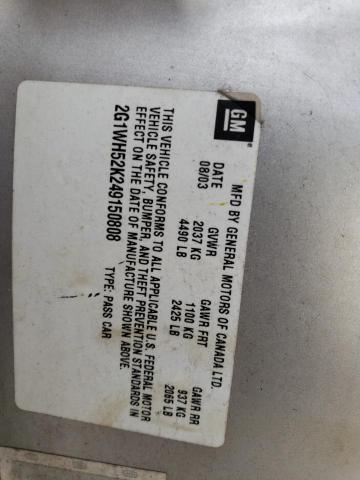 GM
MFD BY GENERAL MOTORS OF CANADA LTD.
DATE GVWR GAWR FRT GAWR RR
08/03 2037 KG 1100 KG 937 KG
4490 LB 2425 LB 2065 LB
THIS VEHICLE CONFORMS TO ALL APPLICABLE U.S. FEDERAL MOTOR
VEHICLE SAFETY, BUMPER, AND THEFT PREVENTION STANDARDS IN
EFFECT ON THE DATE OF MANUFACTURE SHOWN ABOVE.
2G1WH52K249150808 TYPE: PASS CAR